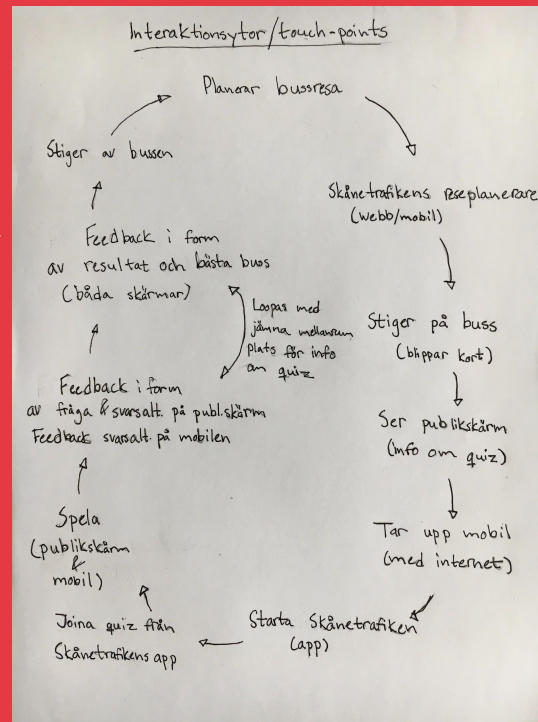 Interaktionsytor/touch-points
Planerar bussresa
Skånetrafikens reseplanerare
(webb/mobil)
Stiger på buss
(blippar kort)
Ser publikskärm
(info om quiz)
Tar upp mobil
(med internet)
Starta Skånetrafiken
(app)
Joina quiz från
Skånetrafikens app
Spela
(publikskärm
&
mobil)
Feedback i form
av fråga & svarsalt. på publ.skärm
Feedback svarsalt. på mobilen
Loopas med
jämna mellanrum,
plats för info
om quiz
Feedback i form
av resultat och bästa buss
(båda skärmar)
Stiger av bussen